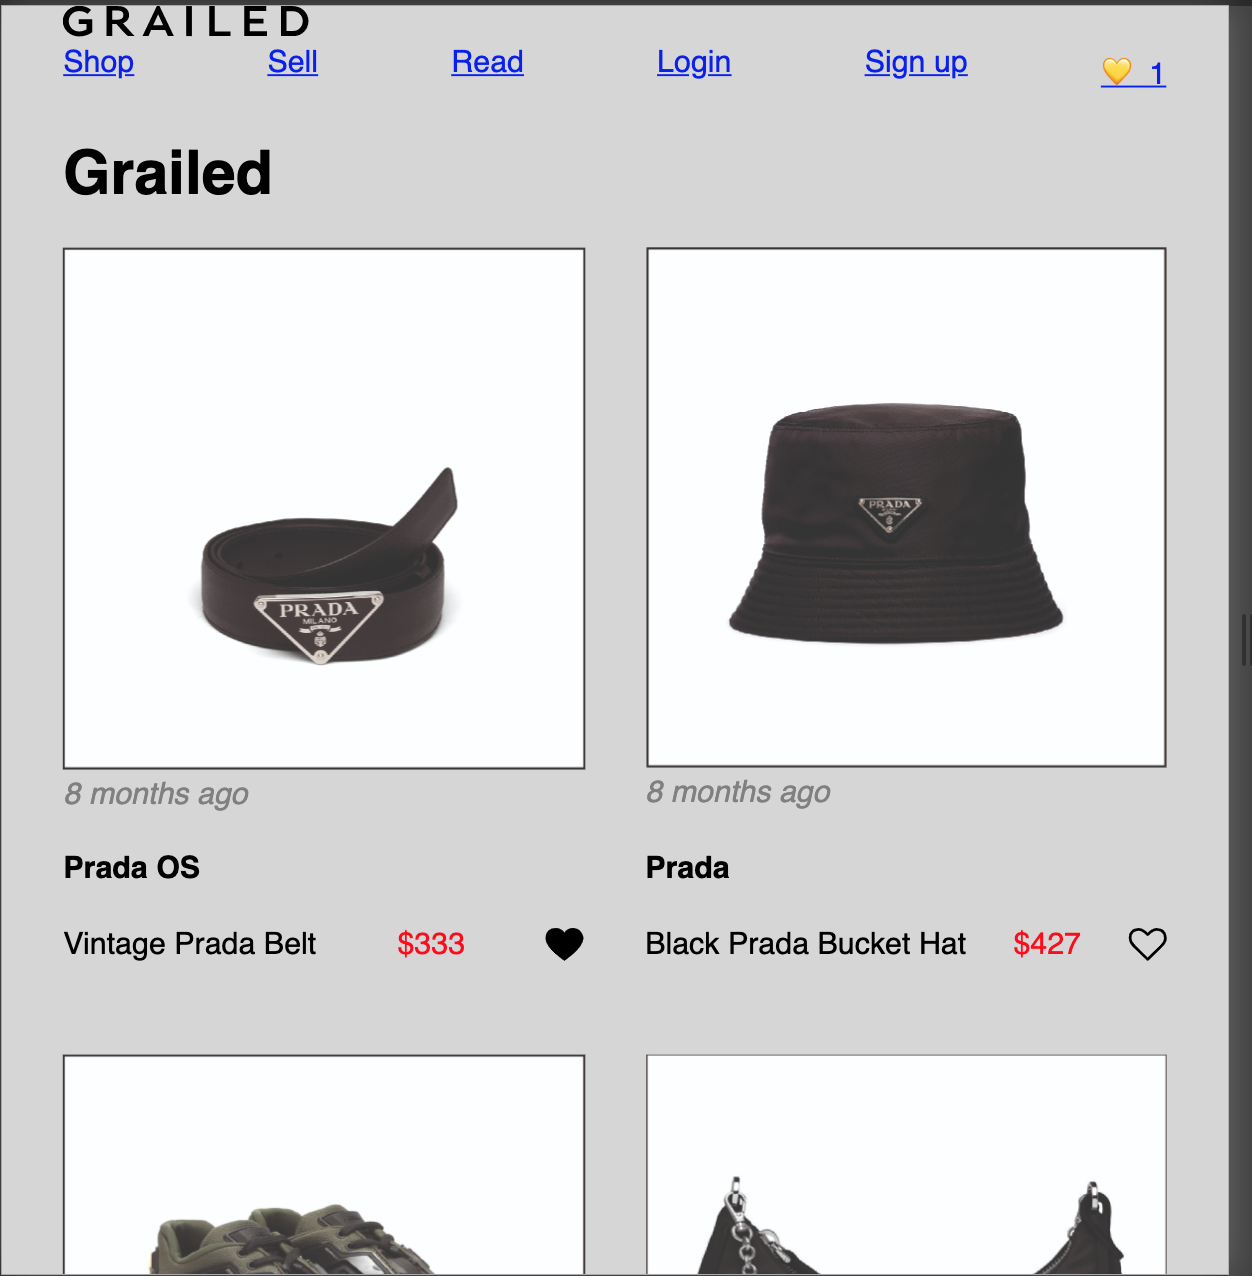 GRAILED
Shop Sell Read Login Sign up 💛 1
Grailed
PRADA
MILANO
PRADA
8 months ago
8 months ago
Prada OS
Prada
Vintage Prada Belt $333
Black Prada Bucket Hat $427